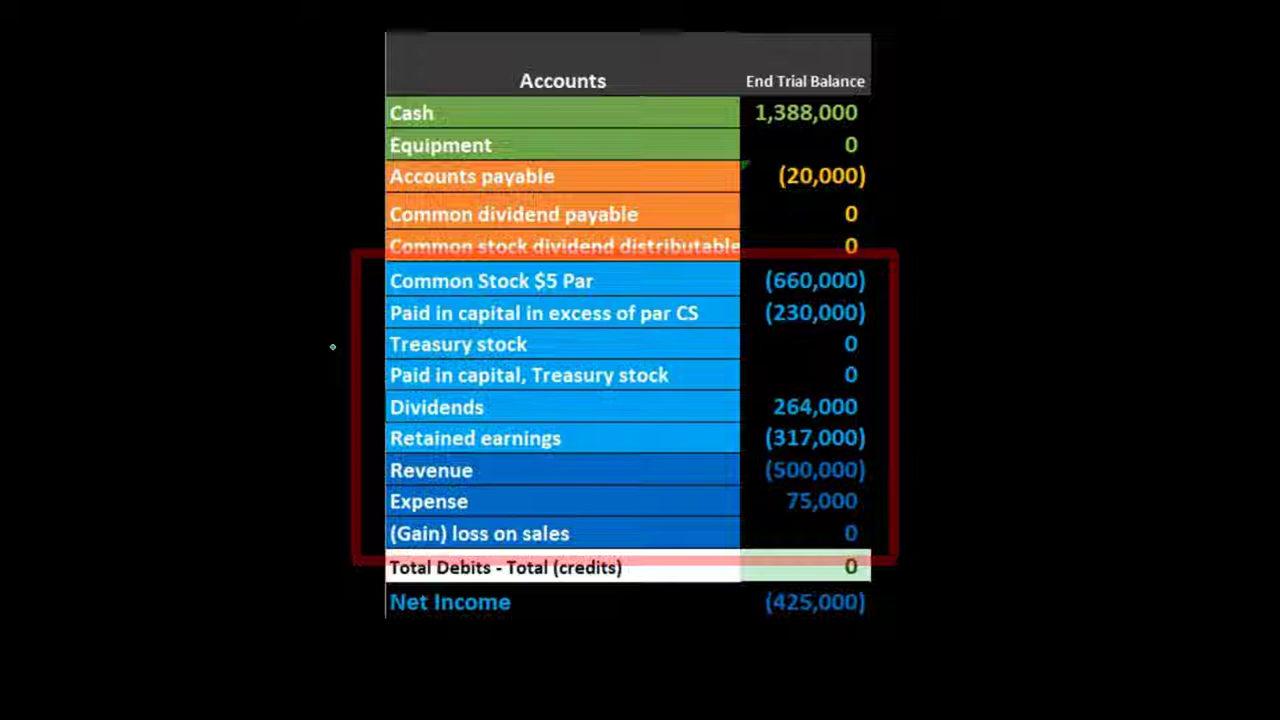 Accounts End Trial Balance
Cash 1,388,000
Equipment 0
Accounts payable (20,000)
Common dividend payable 0
Common stock dividend distributable 0
Common Stock $5 Par (660,000)
Paid in capital in excess of par CS (230,000)
Treasury stock 0
Paid in capital, Treasury stock 0
Dividends 264,000
Retained earnings (317,000)
Revenue (500,000)
Expense 75,000
(Gain) loss on sales 0
Total Debits - Total (credits) 0
Net Income (425,000)